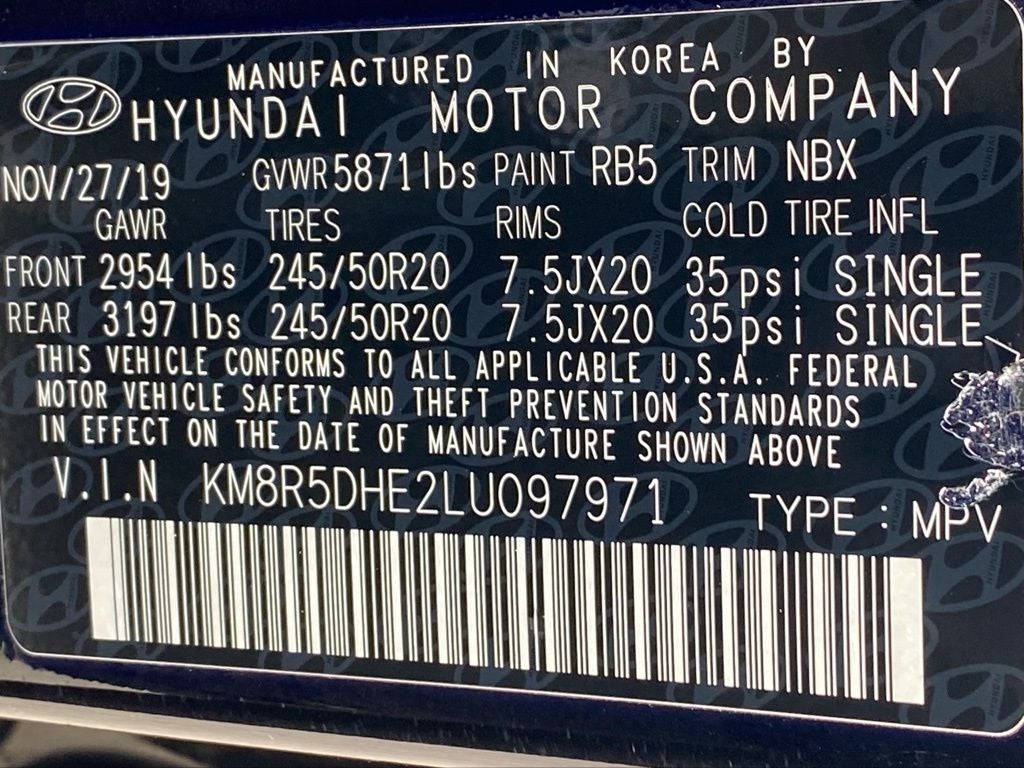 MANUFACTURED IN KOREA BY
HYUNDAI MOTOR COMPANY
NOV/27/19 GVWR 5871lbs PAINT RB5 TRIM NBX
GAWR TIRES RIMS COLD TIRE INFL
FRONT 2954 lbs 245/50R20 7.5JX20 35psi SINGLE
REAR 3197 lbs 245/50R20 7.5JX20 35psi SINGLE
THIS VEHICLE CONFORMS TO ALL APPLICABLE U.S.A. FEDERAL
MOTOR VEHICLE SAFETY AND THEFT PREVENTION STANDARDS
IN EFFECT ON THE DATE OF MANUFACTURE SHOWN ABOVE
V.I.N KM8R5DHE2LU097971 TYPE : MPV